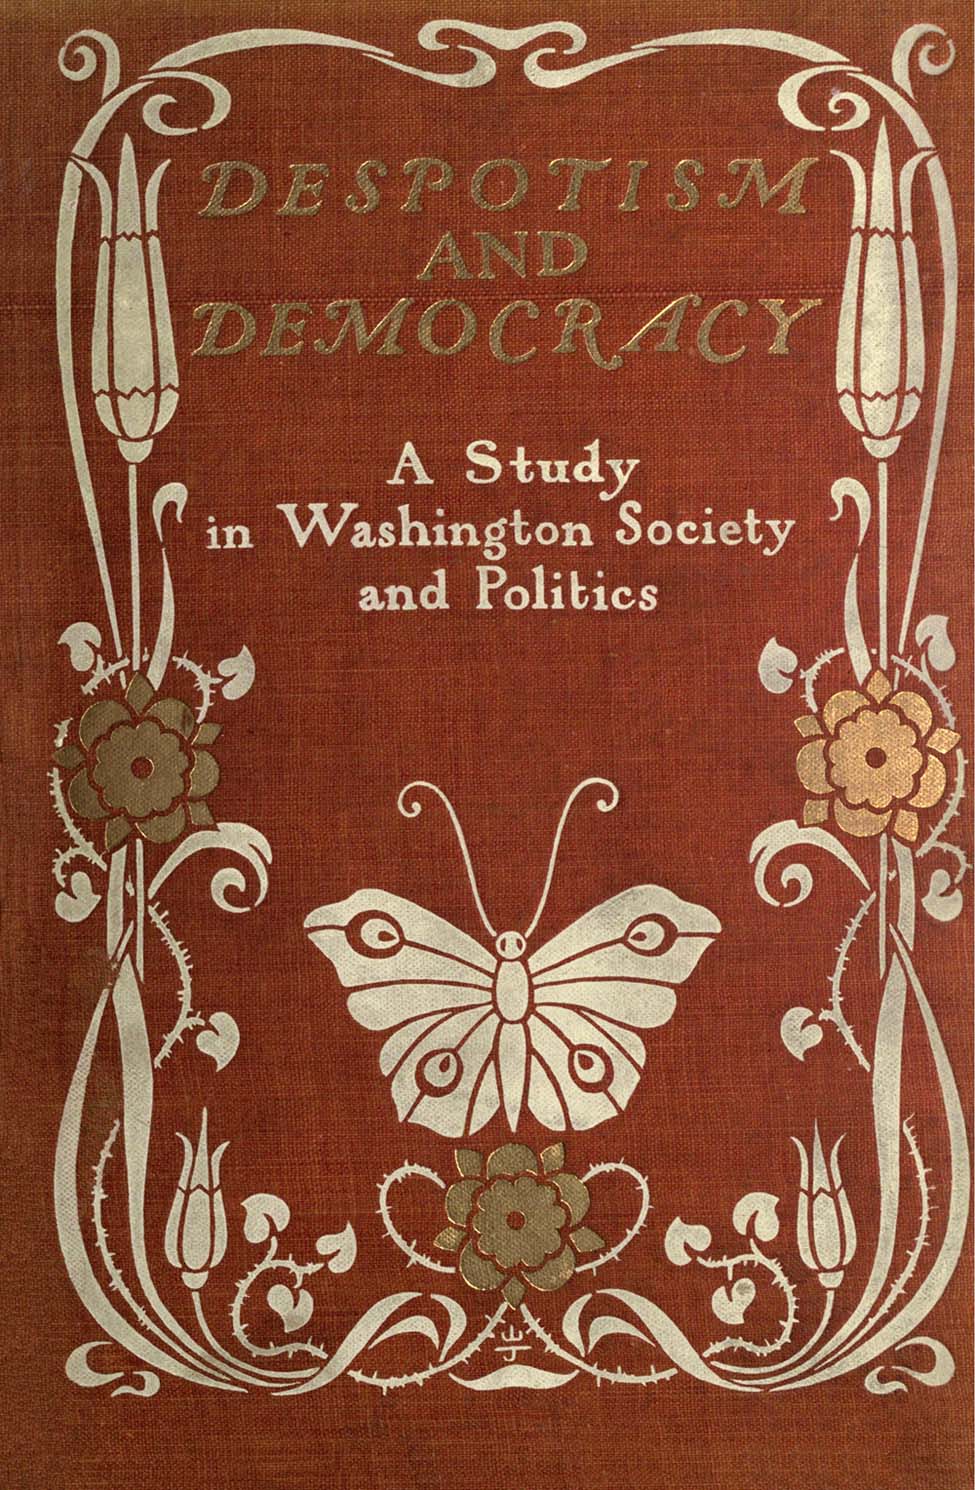 DESPOTISM
AND
DEMOCRACY
A Study
in Washington Society
and Politics